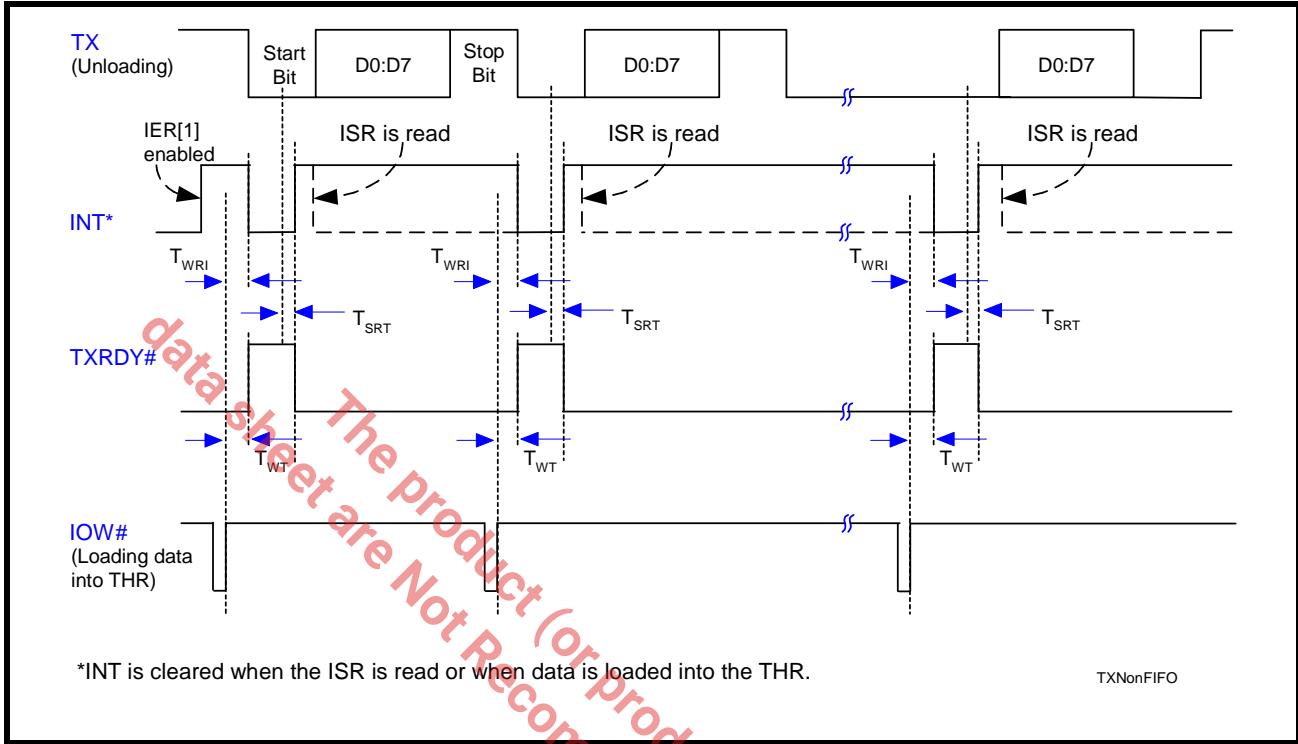 TX
(Unloading)
Start
Bit
D0:D7
Stop
Bit
D0:D7
D0:D7
IER[1]
enabled
ISR is read
ISR is read
ISR is read
INT*
TWRI
TWRI
TWRI
TSRT
TSRT
TSRT
TXRDY#
TWT
TWT
TWT
IOW#
(Loading data
into THR)
*INT is cleared when the ISR is read or when data is loaded into the THR.
TXNonFIFO
The product (or prod
data sheet are Not Recom